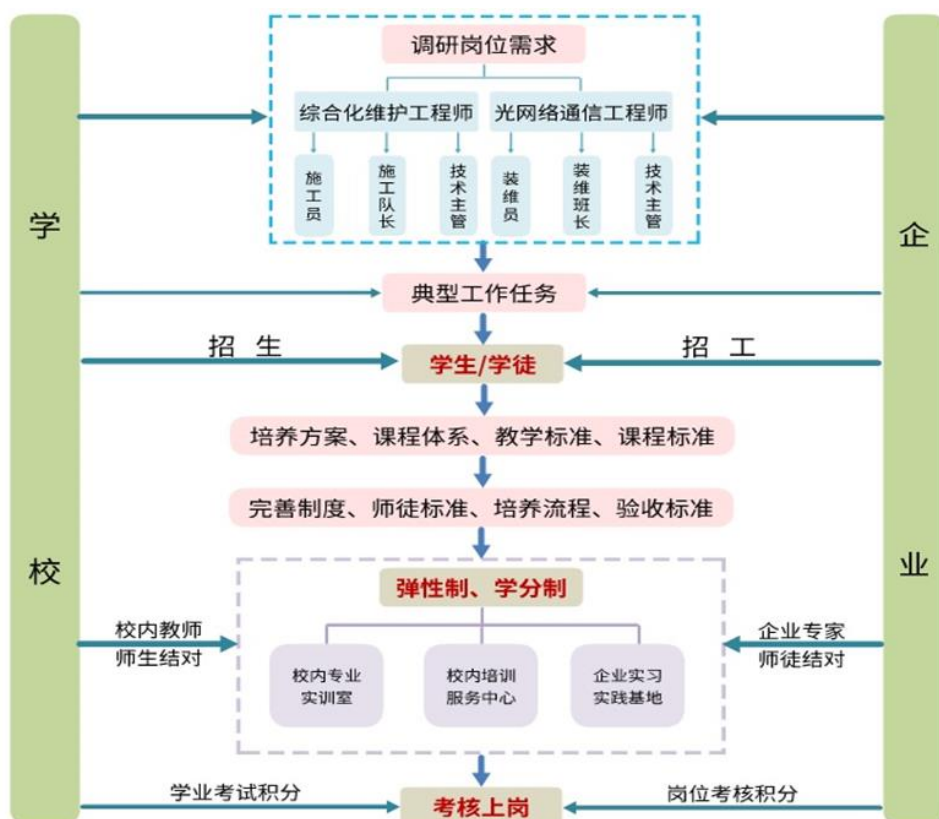 学校
企业
调研岗位需求
综合化维护工程师
光网络通信工程师
施工员
施工队长
技术主管
装维员
装维班长
技术主管
典型工作任务
招 生
学生/学徒
招 工
培养方案、课程体系、教学标准、课程标准
完善制度、师徒标准、培养流程、验收标准
弹性制、学分制
校内教师
师生结对
校内专业
实训室
校内培训
服务中心
企业实习
实践基地
企业专家
师徒结对
学业考试积分
考核上岗
岗位考核积分